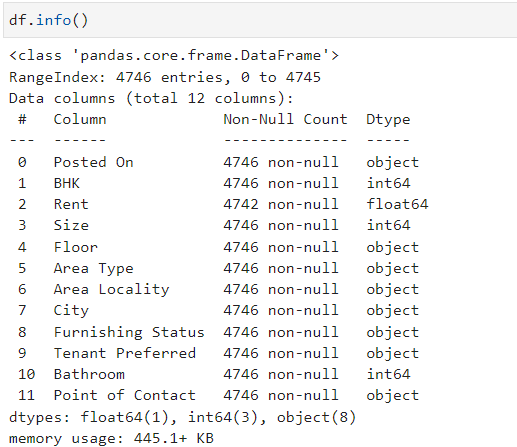 df.info()
<class 'pandas.core.frame.DataFrame'>
RangeIndex: 4746 entries, 0 to 4745
Data columns (total 12 columns):
 #   Column             Non-Null Count  Dtype
---  ------             --------------  -----
 0   Posted On          4746 non-null   object
 1   BHK                4746 non-null   int64
 2   Rent               4742 non-null   float64
 3   Size               4746 non-null   int64
 4   Floor              4746 non-null   object
 5   Area Type          4746 non-null   object
 6   Area Locality      4746 non-null   object
 7   City               4746 non-null   object
 8   Furnishing Status  4746 non-null   object
 9   Tenant Preferred   4746 non-null   object
 10  Bathroom           4746 non-null   int64
 11  Point of Contact   4746 non-null   object
dtypes: float64(1), int64(3), object(8)
memory usage: 445.1+ KB